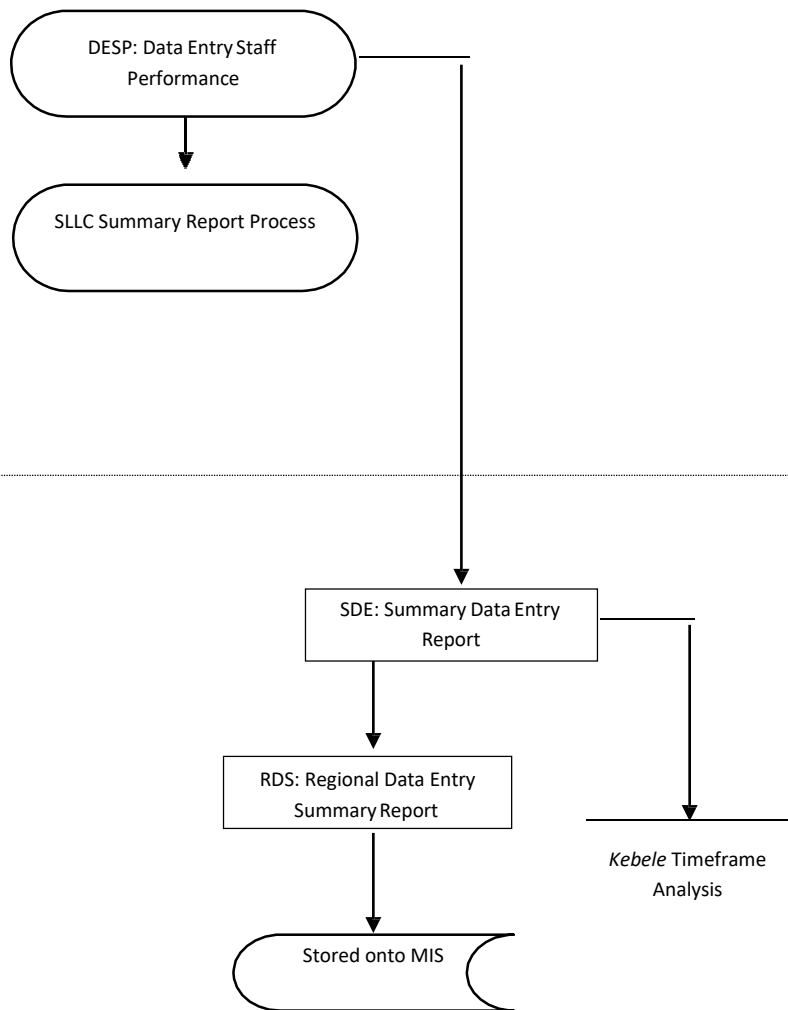 DESP: Data Entry Staff
Performance
SLLC Summary Report Process
SDE: Summary Data Entry
Report
RDS: Regional Data Entry
Summary Report
Kebele Timeframe
Analysis
Stored onto MIS